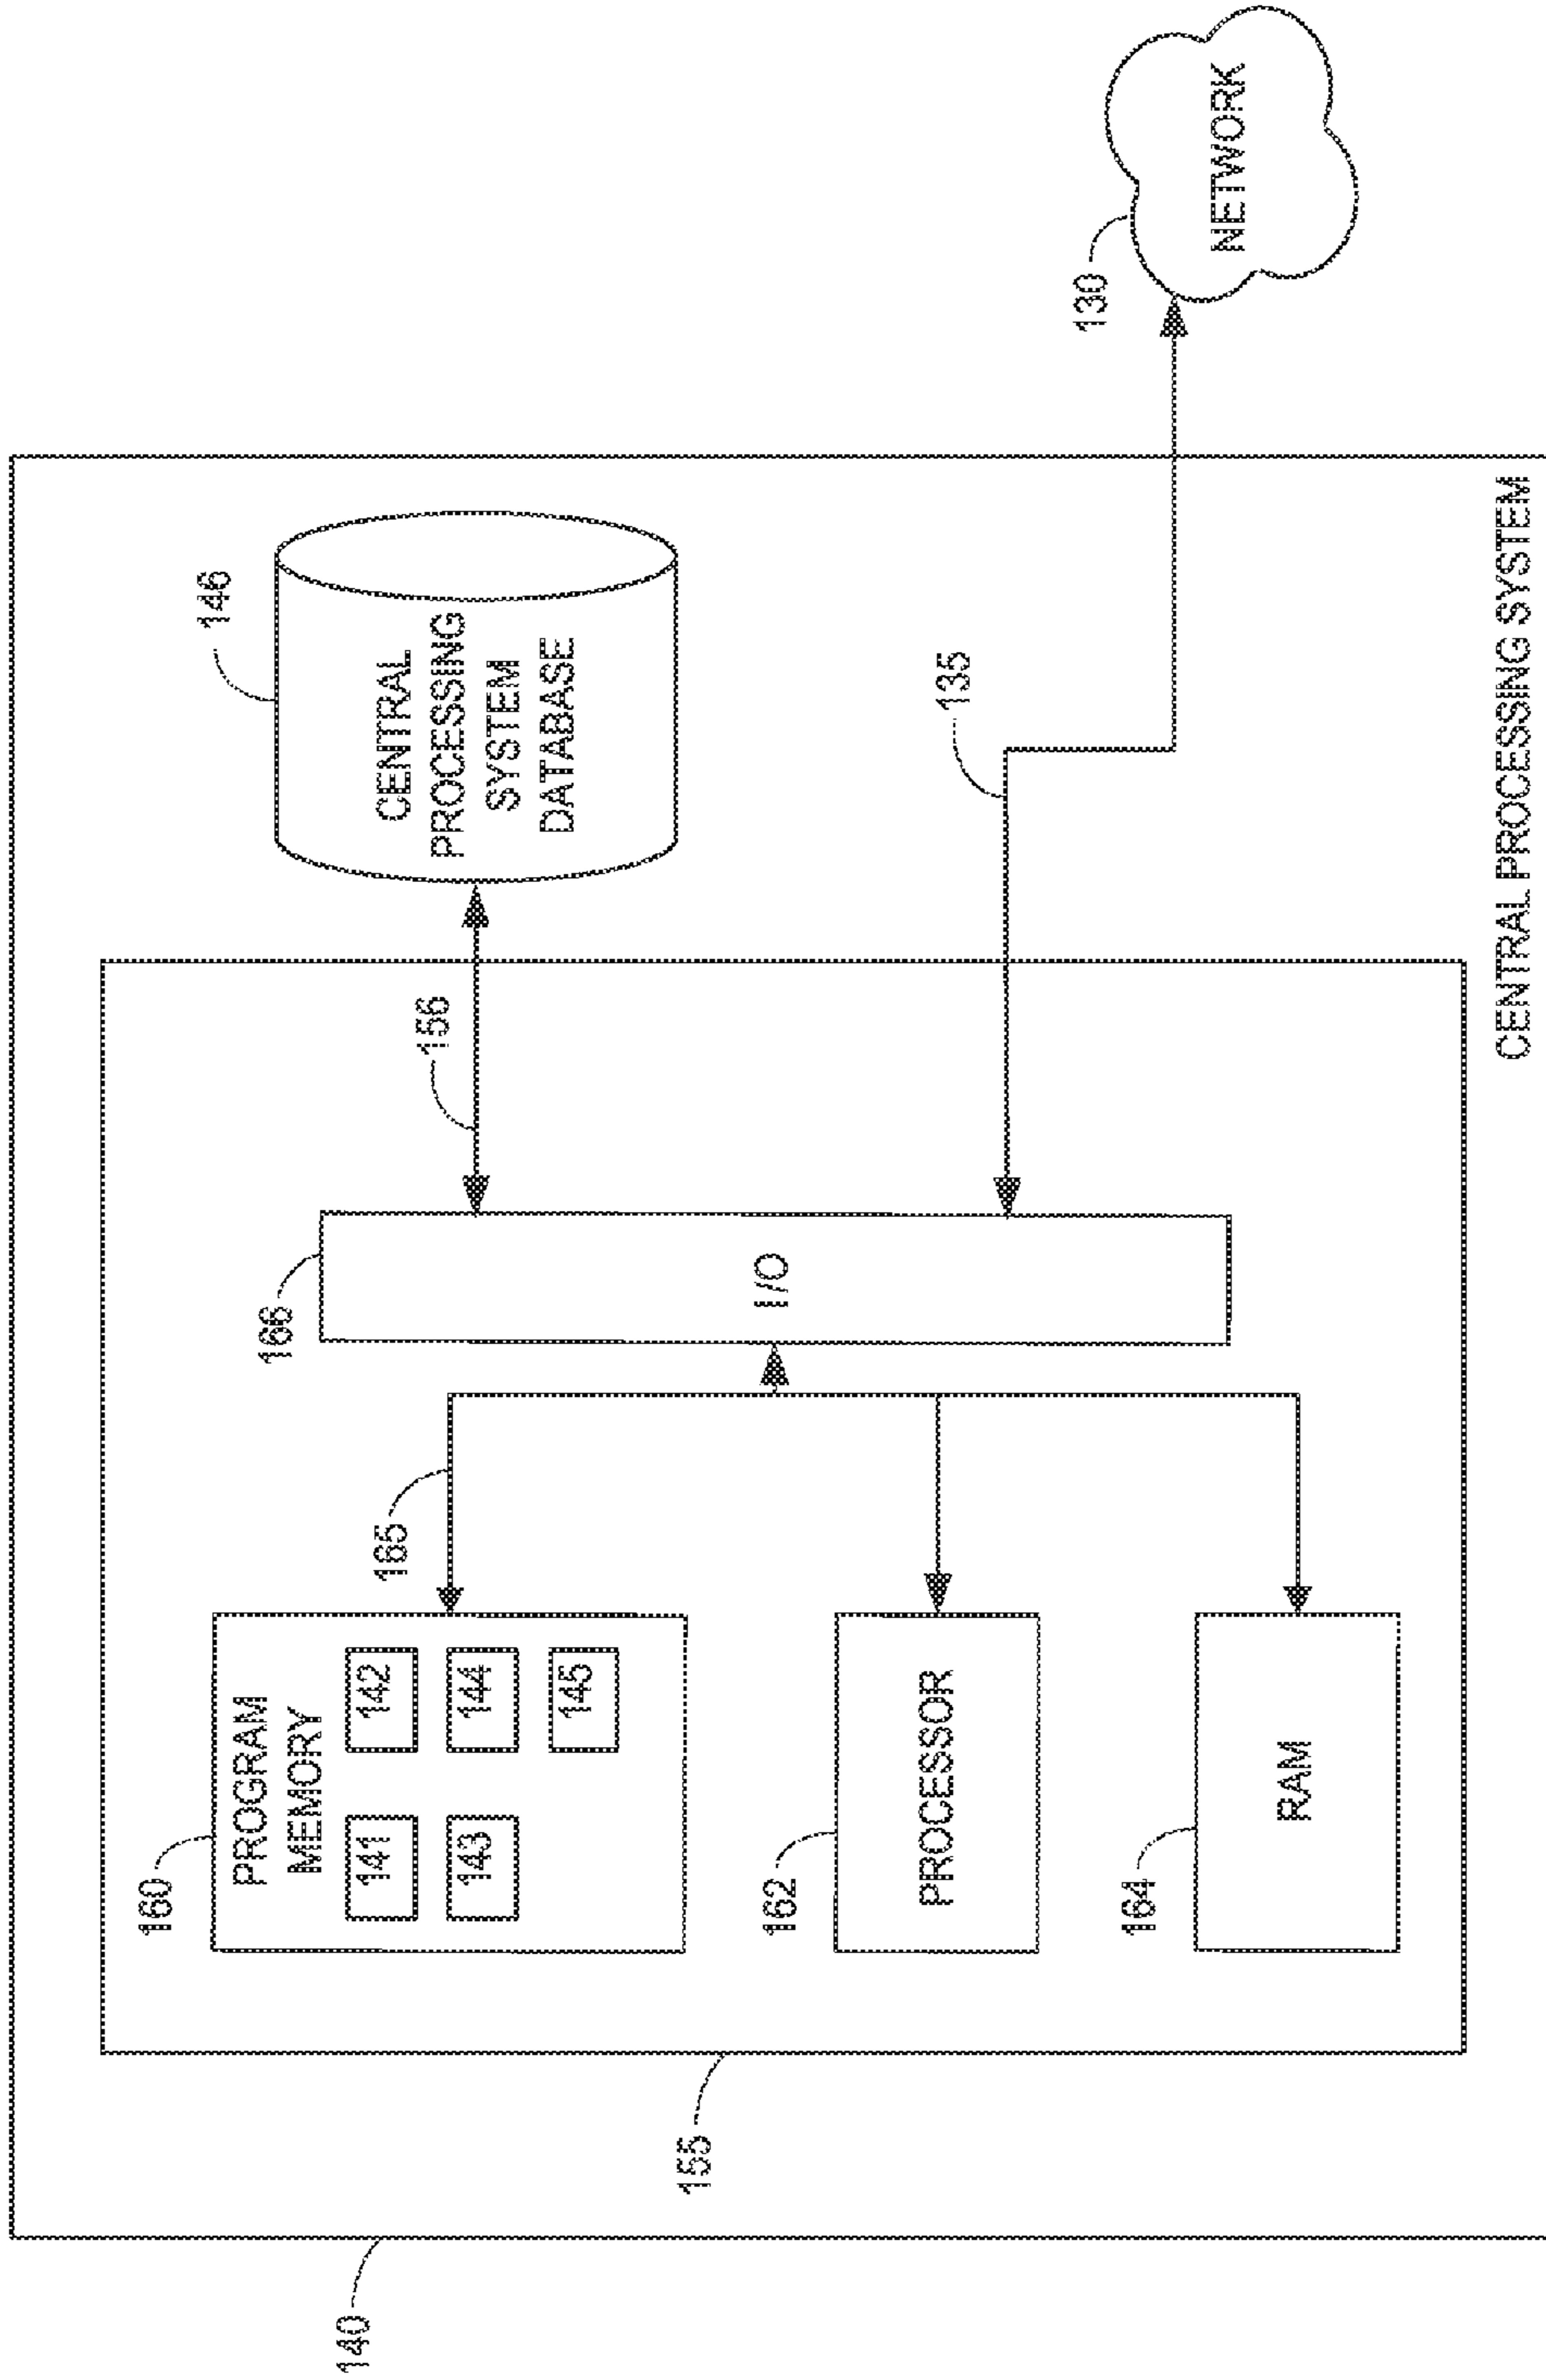 140
155
160
PROGRAM
MEMORY
141
142
143
144
145
165
162
PROCESSOR
164
RAM
166
I/O
156
146
CENTRAL
PROCESSING
SYSTEM
DATABASE
135
130
NETWORK
CENTRAL PROCESSING SYSTEM